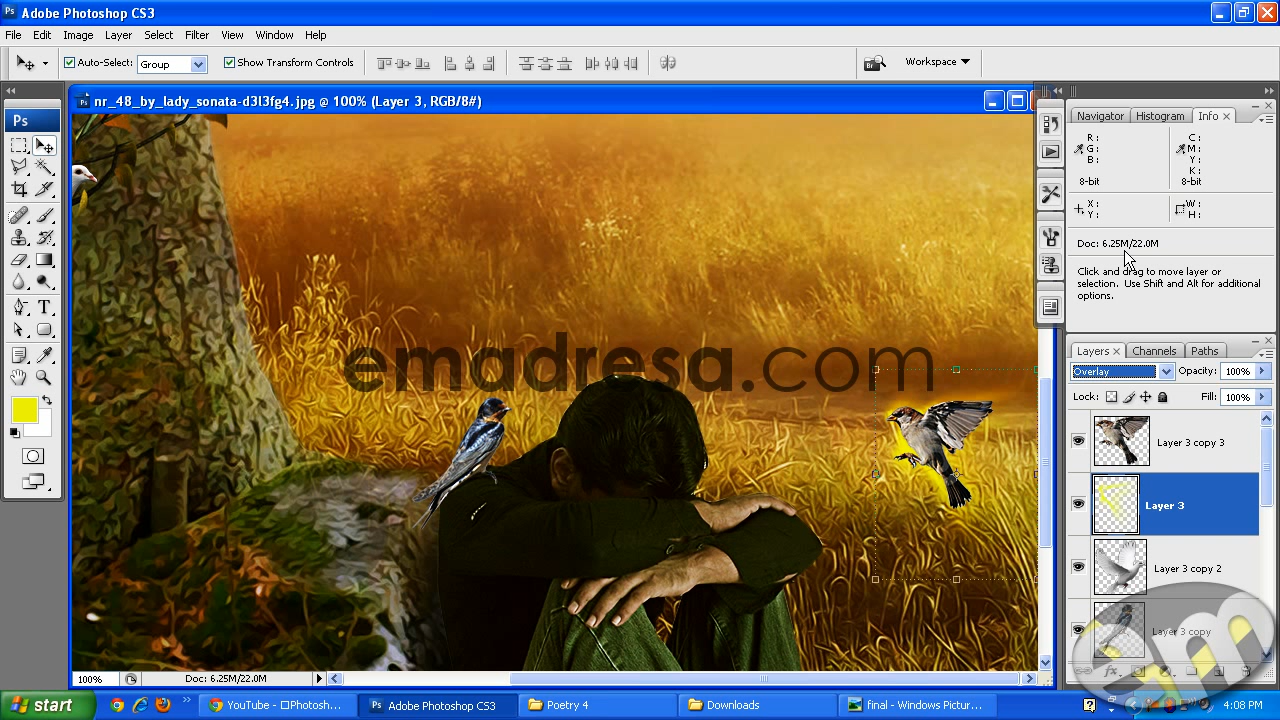 Ps Adobe Photoshop CS3
File Edit Image Layer Select Filter View Window Help
Auto-Select: Group Show Transform Controls Br Workspace
nr_48_by_lady_sonata-d3l3fg4.jpg @ 100% (Layer 3, RGB/8#)
Ps
Navigator Histogram Info x
R: C:
G: M:
B: Y:
K:
8-bit 8-bit
X: W:
Y: H:
Doc: 6.25M/22.0M
Click and drag to move layer or
selection. Use Shift and Alt for additional
options.
emadresa.com
Layers x Channels Paths
Overlay Opacity: 100%
Lock: Fill: 100%
Layer 3 copy 3
Layer 3
Layer 3 copy 2
Layer 3 copy
em
100% Doc: 6.25M/22.0M
start YouTube - □Photosh... Adobe Photoshop CS3 Poetry 4 Downloads final - Windows Pictur... 4:08 PM